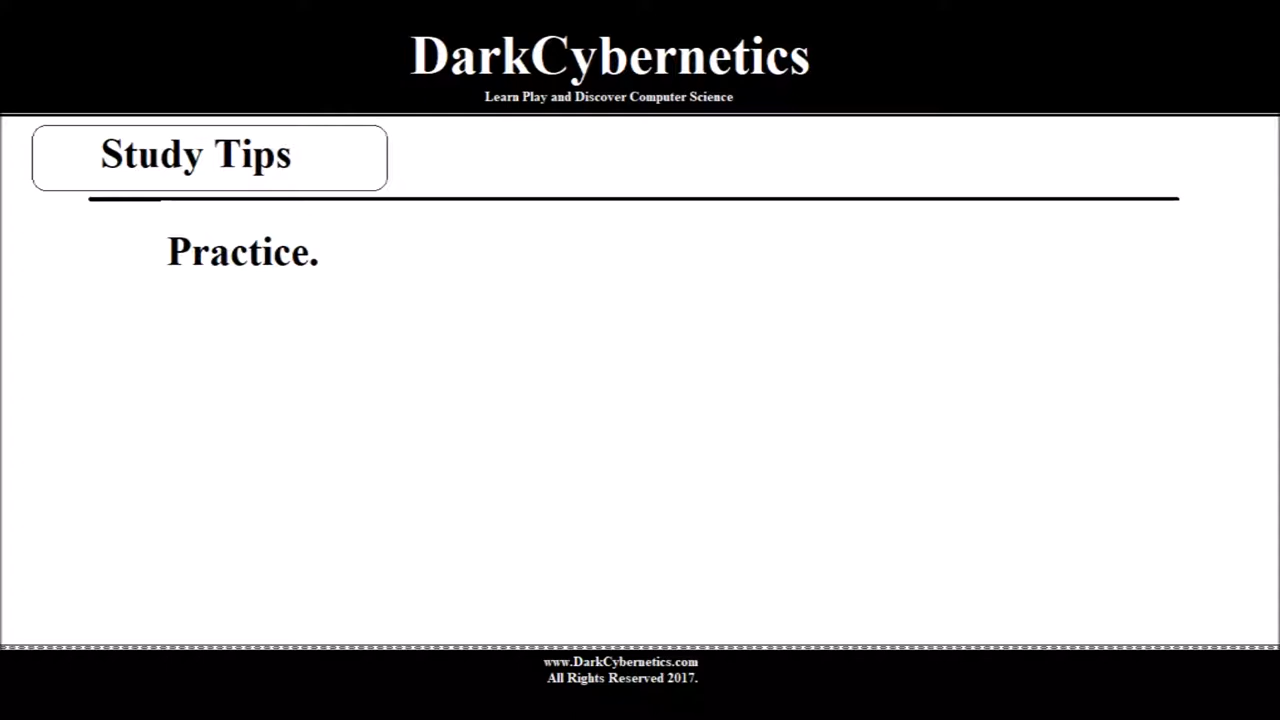 DarkCybernetics
Learn Play and Discover Computer Science
Study Tips
Practice.
www.DarkCybernetics.com
All Rights Reserved 2017.